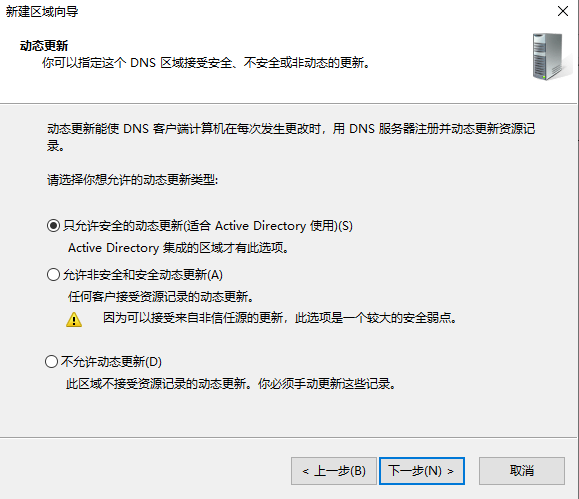 新建区域向导
动态更新
你可以指定这个 DNS 区域接受安全、不安全或非动态的更新。
动态更新能使 DNS 客户端计算机在每次发生更改时，用 DNS 服务器注册并动态更新资源记
录。
请选择你想允许的动态更新类型:
只允许安全的动态更新(适合 Active Directory 使用)(S)
Active Directory 集成的区域才有此选项。
允许非安全和安全动态更新(A)
任何客户接受资源记录的动态更新。
因为可以接受来自非信任源的更新，此选项是一个较大的安全弱点。
不允许动态更新(D)
此区域不接受资源记录的动态更新。你必须手动更新这些记录。
< 上一步(B) 下一步(N) > 取消